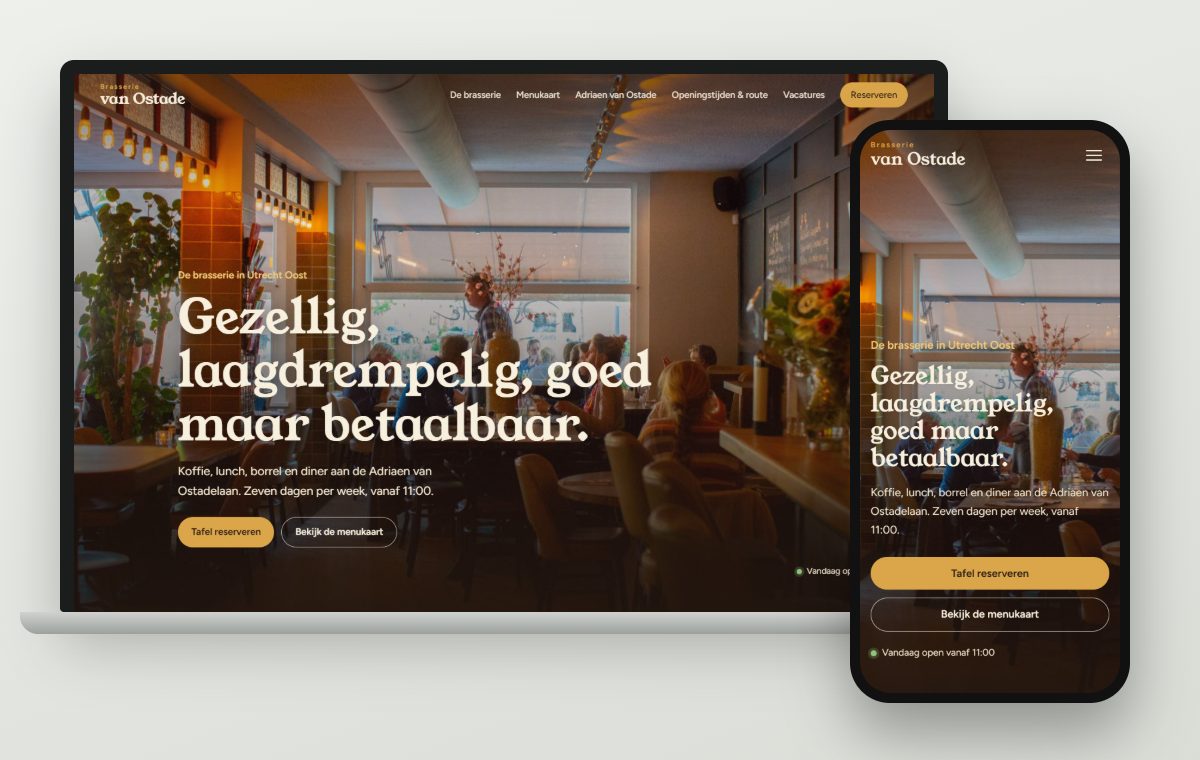 Brasserie
van Ostade
De brasserie Menukaart Adriaen van Ostade Openingstijden & route Vacatures Reserveren
De brasserie in Utrecht Oost
Gezellig,
laagdrempelig, goed
maar betaalbaar.
Koffie, lunch, borrel en diner aan de Adriaen van
Ostadelaan. Zeven dagen per week, vanaf 11:00.
Tafel reserveren Bekijk de menukaart
Vandaag op
Brasserie
van Ostade
De brasserie in Utrecht Oost
Gezellig,
laagdrempelig,
goed maar
betaalbaar.
Koffie, lunch, borrel en diner aan de Adriaen van
Ostadelaan. Zeven dagen per week, vanaf
11:00.
Tafel reserveren
Bekijk de menukaart
Vandaag open vanaf 11:00